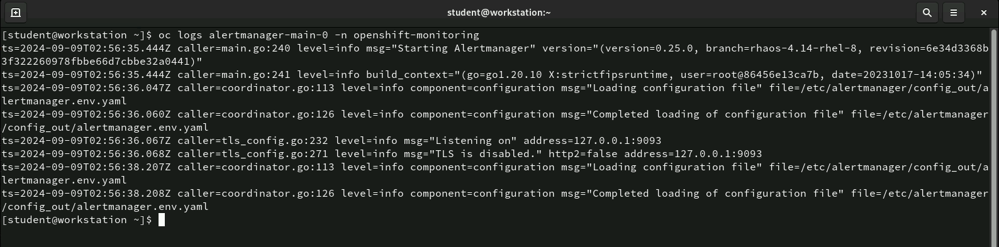 student@workstation:~
[student@workstation ~]$ oc logs alertmanager-main-0 -n openshift-monitoring
ts=2024-09-09T02:56:35.444Z caller=main.go:240 level=info msg="Starting Alertmanager" version="(version=0.25.0, branch=rhaos-4.14-rhel-8, revision=6e34d3368b
3f322260978fbbe66d7cbbe32a0441)"
ts=2024-09-09T02:56:35.444Z caller=main.go:241 level=info build_context="(go=go1.20.10 X:strictfipsruntime, user=root@86456e13ca7b, date=20231017-14:05:34)"
ts=2024-09-09T02:56:36.047Z caller=coordinator.go:113 level=info component=configuration msg="Loading configuration file" file=/etc/alertmanager/config_out/a
lertmanager.env.yaml
ts=2024-09-09T02:56:36.060Z caller=coordinator.go:126 level=info component=configuration msg="Completed loading of configuration file" file=/etc/alertmanager
/config_out/alertmanager.env.yaml
ts=2024-09-09T02:56:36.067Z caller=tls_config.go:232 level=info msg="Listening on" address=127.0.0.1:9093
ts=2024-09-09T02:56:36.068Z caller=tls_config.go:271 level=info msg="TLS is disabled." http2=false address=127.0.0.1:9093
ts=2024-09-09T02:56:38.207Z caller=coordinator.go:113 level=info component=configuration msg="Loading configuration file" file=/etc/alertmanager/config_out/a
lertmanager.env.yaml
ts=2024-09-09T02:56:38.208Z caller=coordinator.go:126 level=info component=configuration msg="Completed loading of configuration file" file=/etc/alertmanager
/config_out/alertmanager.env.yaml
[student@workstation ~]$